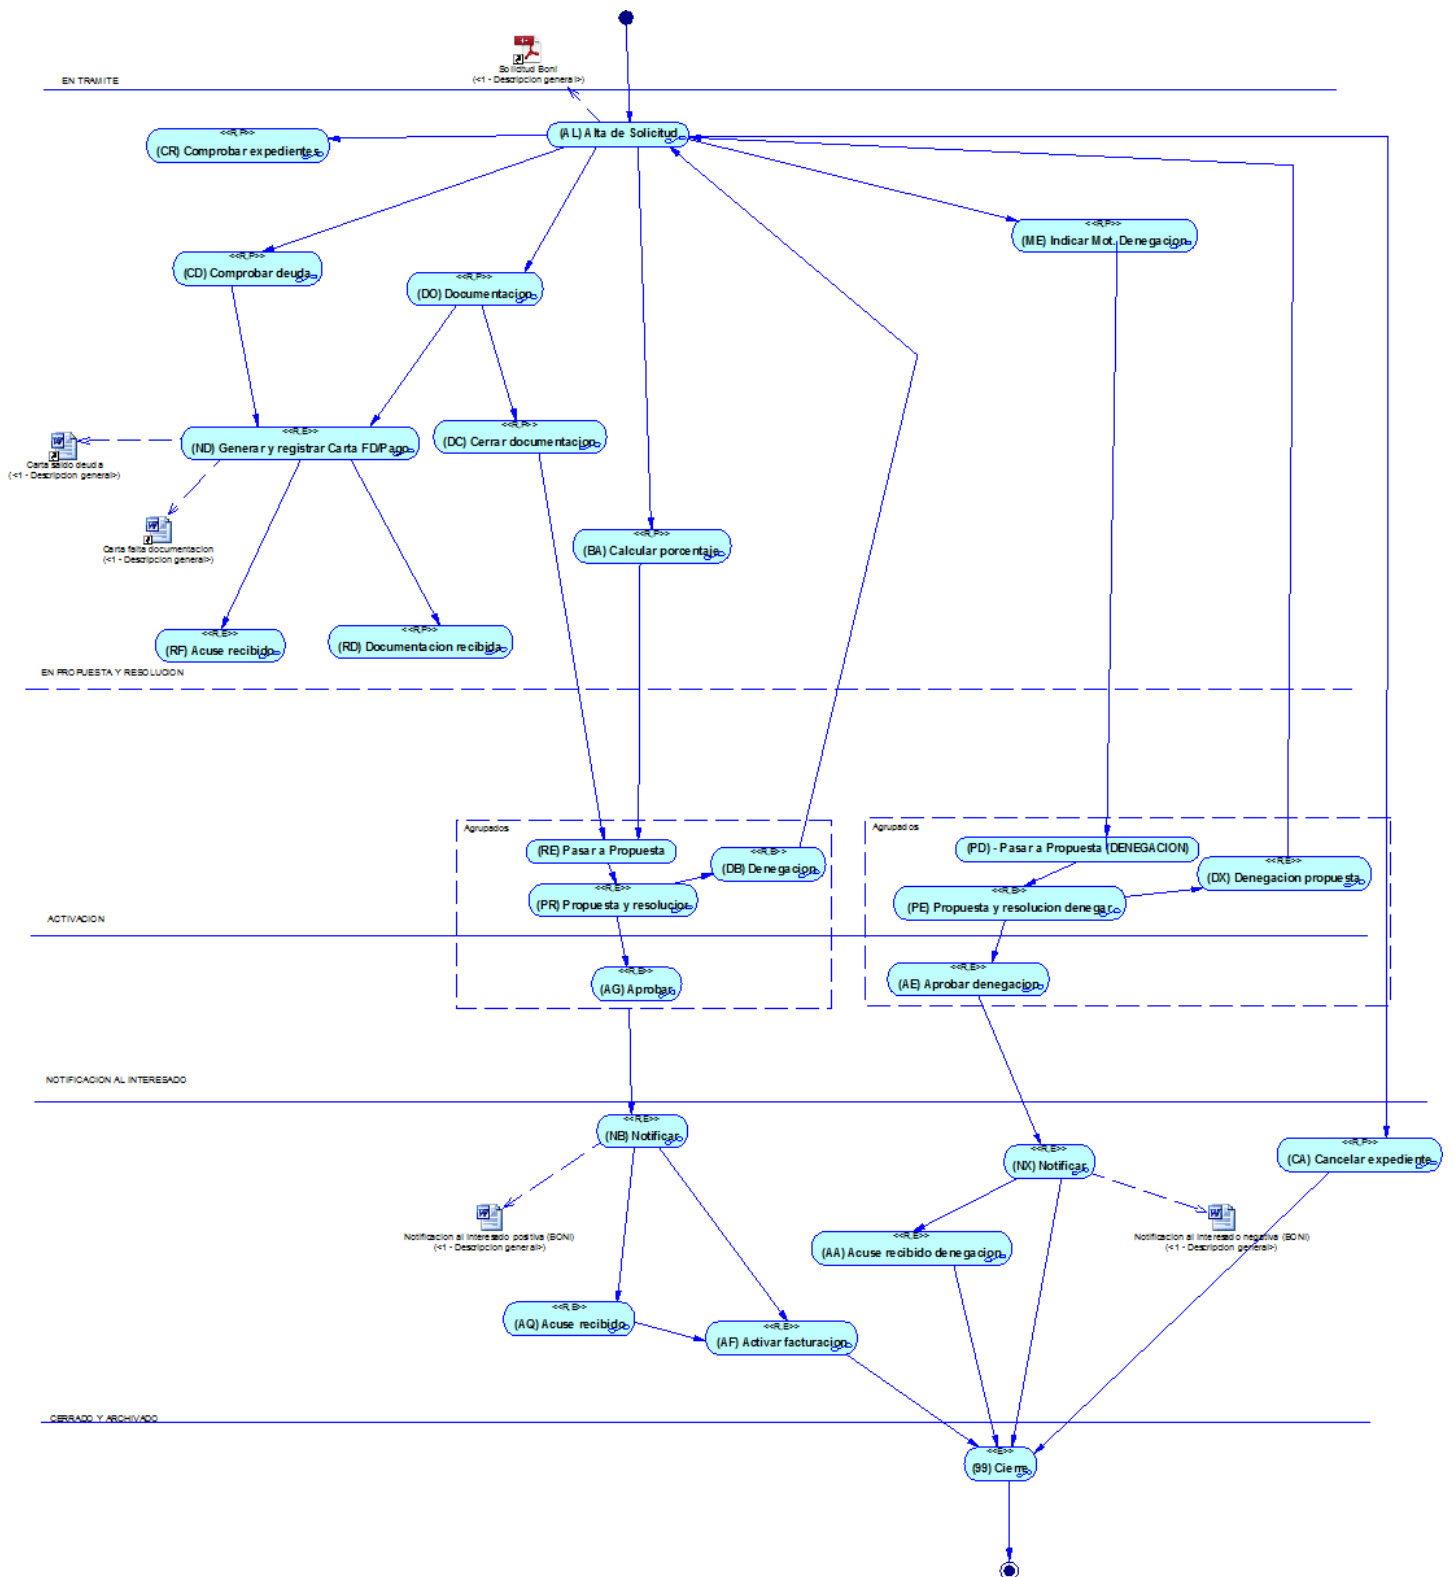 Solicitud Boni
(<1 - Descripcion general>)
EN TRAMITE
(AL) Alta de Solicitud
<<R,P>>
(CR) Comprobar expedientes
<<R,P>>
(ME) Indicar Mot. Denegacion
<<R,P>>
(CD) Comprobar deuda
<<R,P>>
(DO) Documentacion
<<R,E>>
(ND) Generar y registrar Carta FD/Pago
<<R,P>>
(DC) Cerrar documentacion
Carta saldo deuda
(<1 - Descripcion general>)
Carta falta documentacion
(<1 - Descripcion general>)
<<R,P>>
(BA) Calcular porcentaje
<<R,E>>
(RF) Acuse recibido
<<R,P>>
(RD) Documentacion recibida
EN PROPUESTA Y RESOLUCION
Agrupados
(RE) Pasar a Propuesta
<<R,E>>
(DB) Denegacion
<<R,E>>
(PR) Propuesta y resolucion
Agrupados
(PD) - Pasar a Propuesta (DENEGACION)
<<R,E>>
(DX) Denegacion propuesta
<<R,E>>
(PE) Propuesta y resolucion denegar
ACTIVACION
<<R,E>>
(AG) Aprobar
<<R,E>>
(AE) Aprobar denegacion
NOTIFICACION AL INTERESADO
<<R,E>>
(NB) Notificar
<<R,E>>
(NX) Notificar
<<R,P>>
(CA) Cancelar expediente
Notificacion al interesado positiva (BONI)
(<1 - Descripcion general>)
<<R,E>>
(AA) Acuse recibido denegacion
Notificacion al interesado negativa (BONI)
(<1 - Descripcion general>)
<<R,E>>
(AQ) Acuse recibido
<<R,E>>
(AF) Activar facturacion
CERRADO Y ARCHIVADO
<<E>>
(99) Cierre